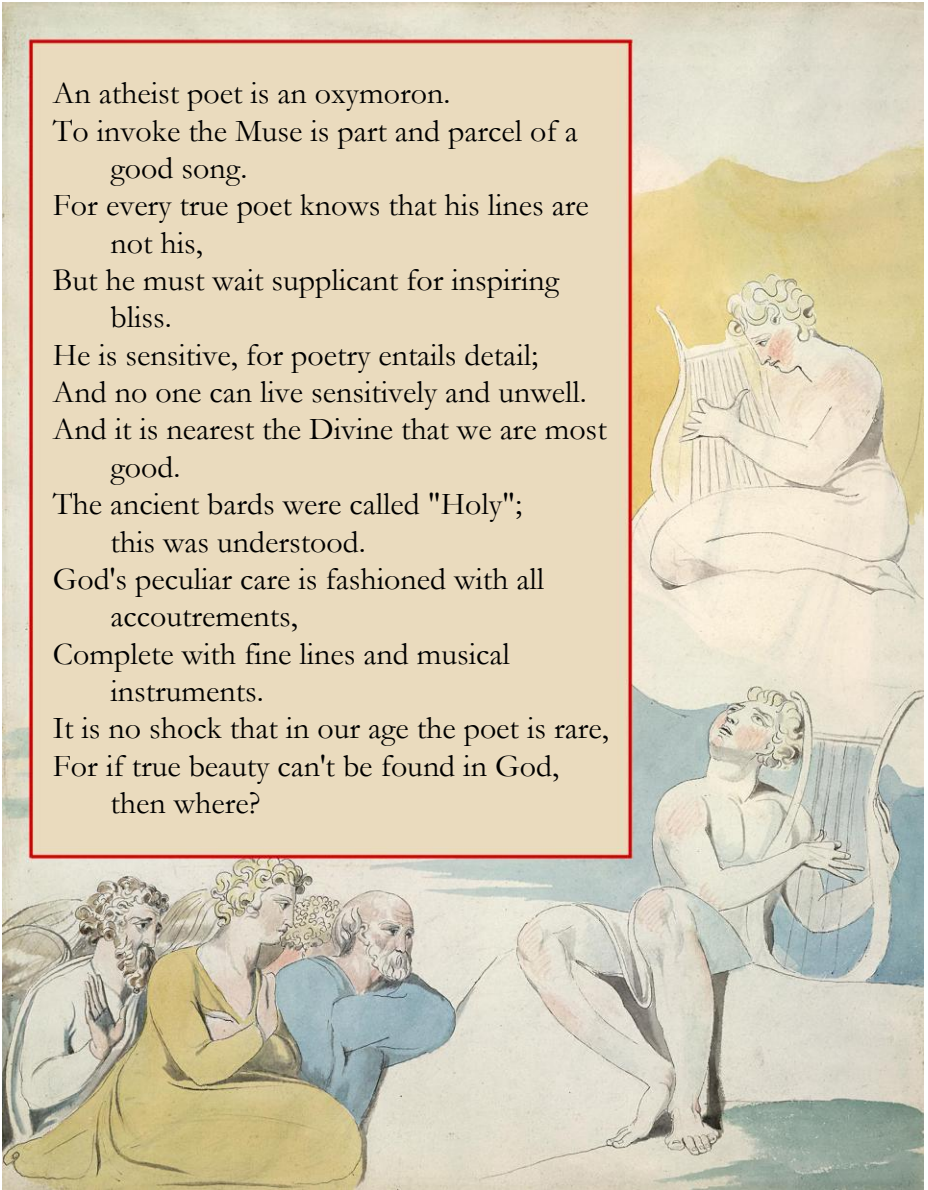 An atheist poet is an oxymoron.
To invoke the Muse is part and parcel of a
good song.
For every true poet knows that his lines are
not his,
But he must wait supplicant for inspiring
bliss.
He is sensitive, for poetry entails detail;
And no one can live sensitively and unwell.
And it is nearest the Divine that we are most
good.
The ancient bards were called "Holy";
this was understood.
God's peculiar care is fashioned with all
accoutrements,
Complete with fine lines and musical
instruments.
It is no shock that in our age the poet is rare,
For if true beauty can't be found in God,
then where?